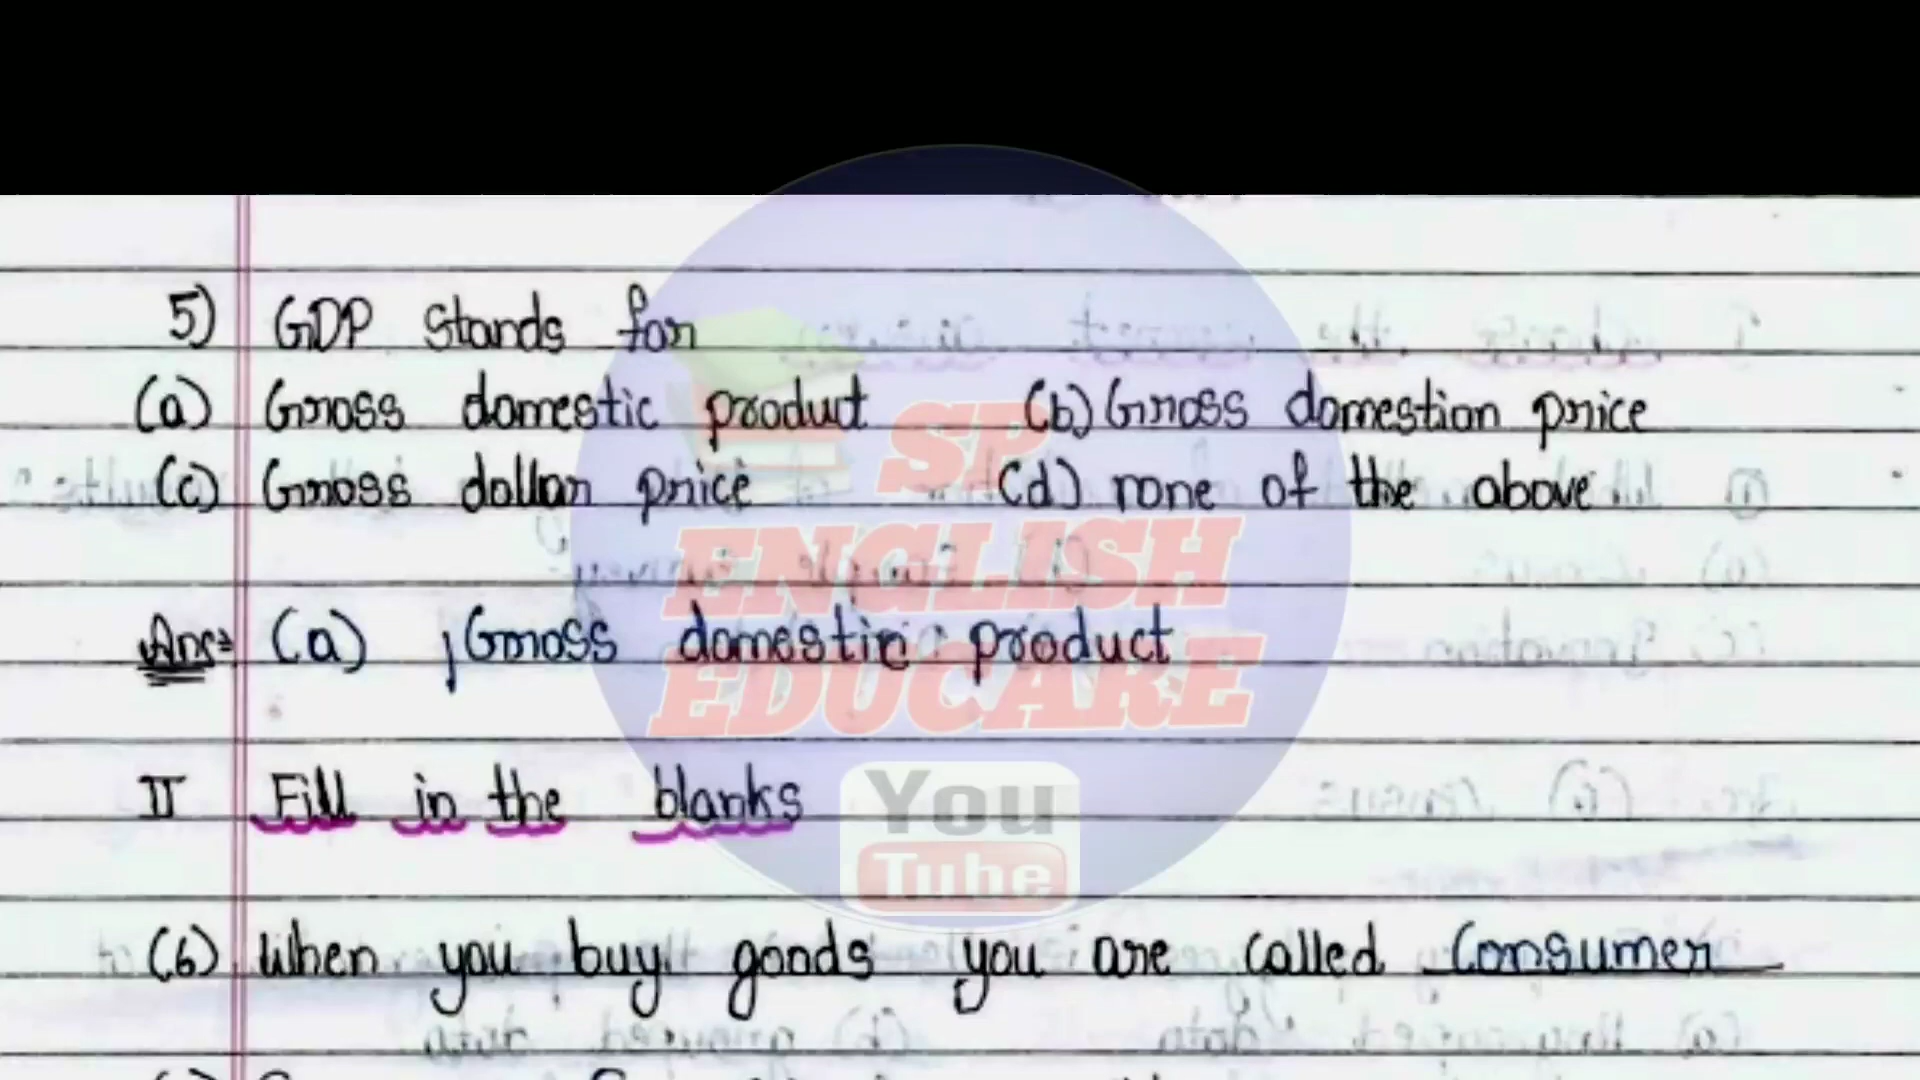 5) GDP stands for
(a) Gross domestic product (b) Gross domestion price
(c) Gross dollar price (d) none of the above
Ans= (a) Gross domestic product
II Fill in the blanks
(6) When you buy goods you are called Consumer
SP
ENGLISH
EDUCARE
You
Tube